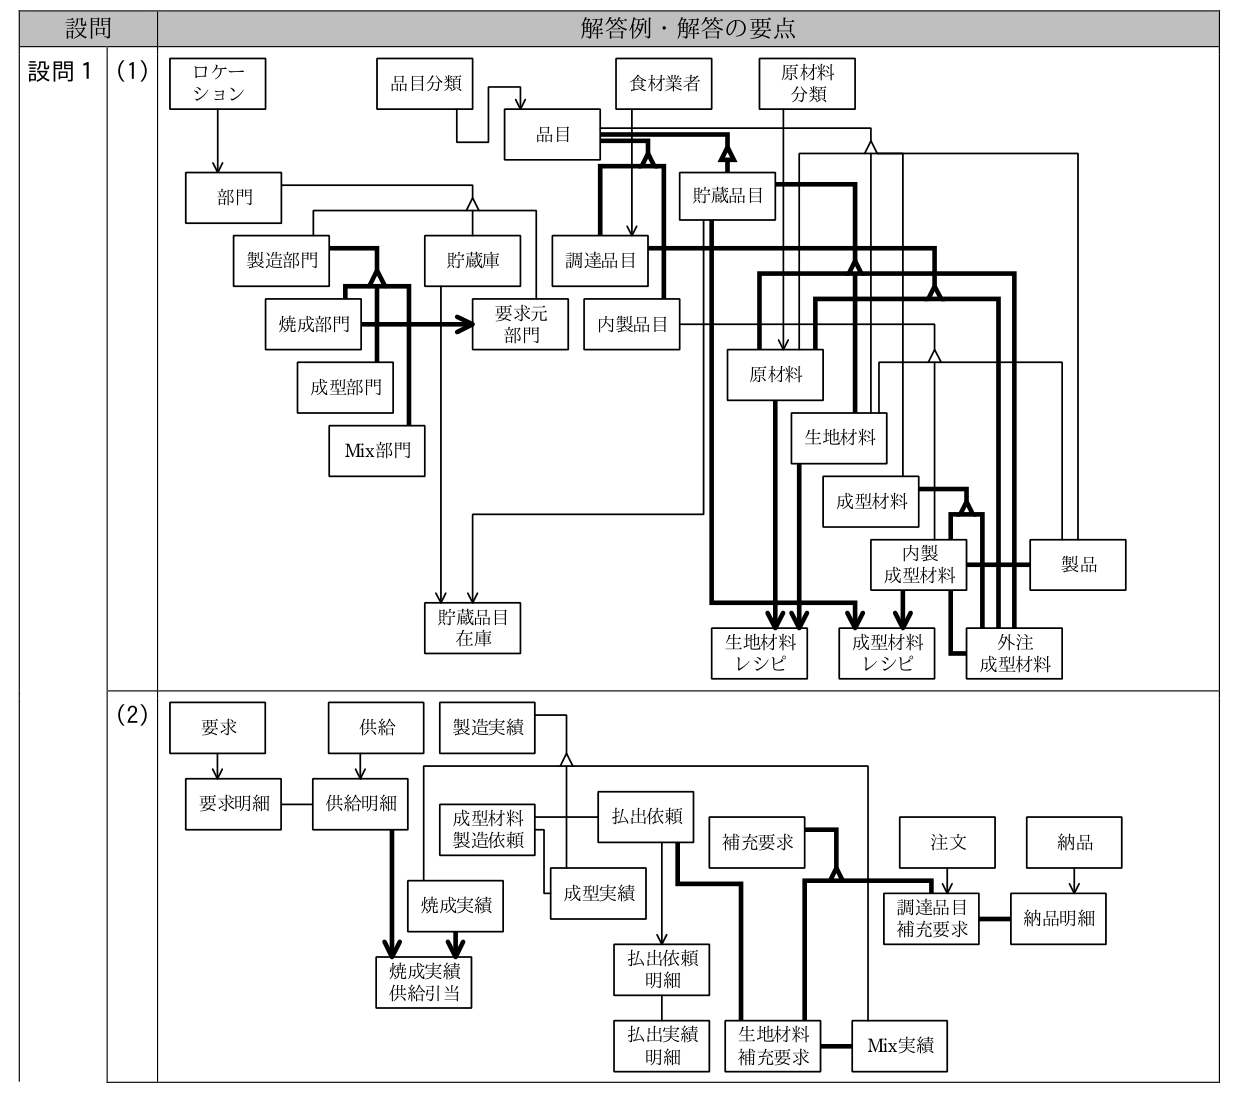 設問
解答例・解答の要点
設問1
(1)
ロケー
ション
品目分類
食材業者
原材料
分類
品目
部門
貯蔵品目
製造部門
貯蔵庫
調達品目
焼成部門
要求元
部門
内製品目
成型部門
原材料
Mix部門
生地材料
成型材料
内製
成型材料
製品
貯蔵品目
在庫
生地材料
レシピ
成型材料
レシピ
外注
成型材料
(2)
要求
供給
製造実績
要求明細
供給明細
成型材料
製造依頼
払出依頼
補充要求
注文
納品
焼成実績
成型実績
調達品目
補充要求
納品明細
焼成実績
供給引当
払出依頼
明細
払出実績
明細
生地材料
補充要求
Mix実績